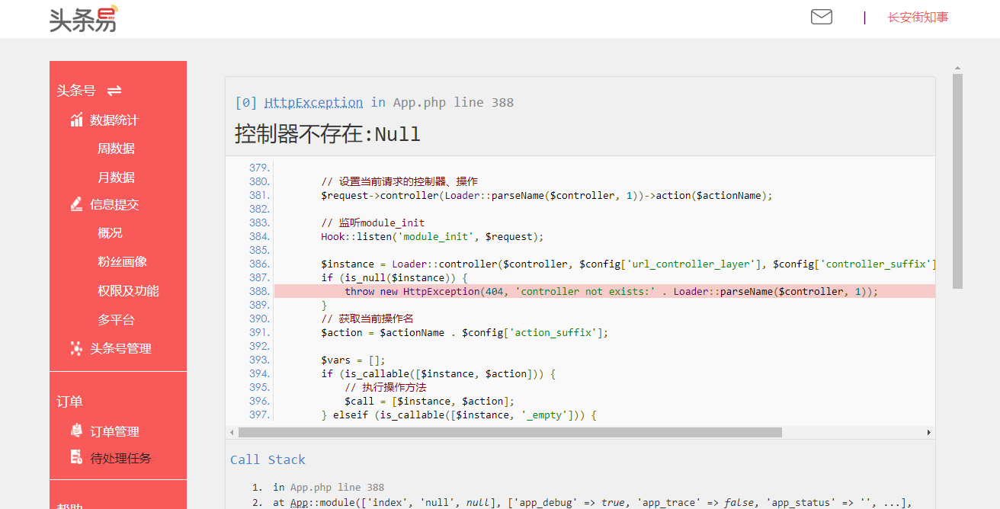 头条易
长安街知事
头条号
数据统计
周数据
月数据
信息提交
概况
粉丝画像
权限及功能
多平台
头条号管理
订单
订单管理
待处理任务
[0] HttpException in App.php line 388
控制器不存在:Null
379.
380. // 设置当前请求的控制器、操作
381. $request->controller(Loader::parseName($controller, 1))->action($actionName);
382.
383. // 监听module_init
384. Hook::listen('module_init', $request);
385.
386. $instance = Loader::controller($controller, $config['url_controller_layer'], $config['controller_suffix']
387. if (is_null($instance)) {
388. throw new HttpException(404, 'controller not exists:' . Loader::parseName($controller, 1));
389. }
390. // 获取当前操作名
391. $action = $actionName . $config['action_suffix'];
392.
393. $vars = [];
394. if (is_callable([$instance, $action])) {
395. // 执行操作方法
396. $call = [$instance, $action];
397. } elseif (is_callable([$instance, '_empty'])) {
Call Stack
1. in App.php line 388
2. at App::module(['index', 'null', null], ['app_debug' => true, 'app_trace' => false, 'app_status' => '', ...],